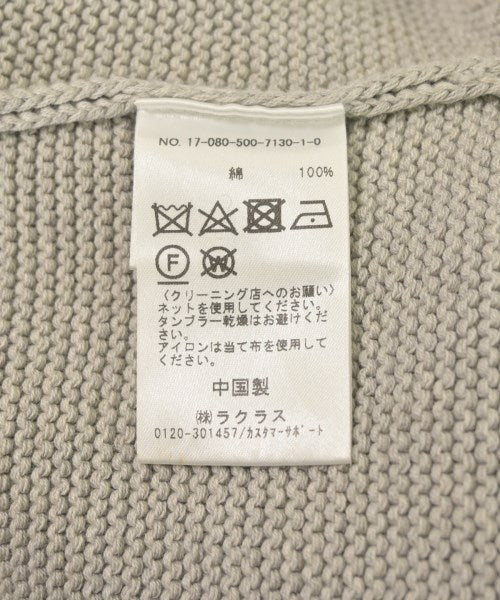 NO. 17-080-500-7130-1-0
綿 100%
F W
〈クリーニング店へのお願い〉
ネットを使用してください。
タンブラー乾燥はお避けくだ
さい。
アイロンは当て布を使用して
ください。
中国製
㈱ラクラス
0120-301457/ｶｽﾀﾏｰｻﾎﾟｰﾄ